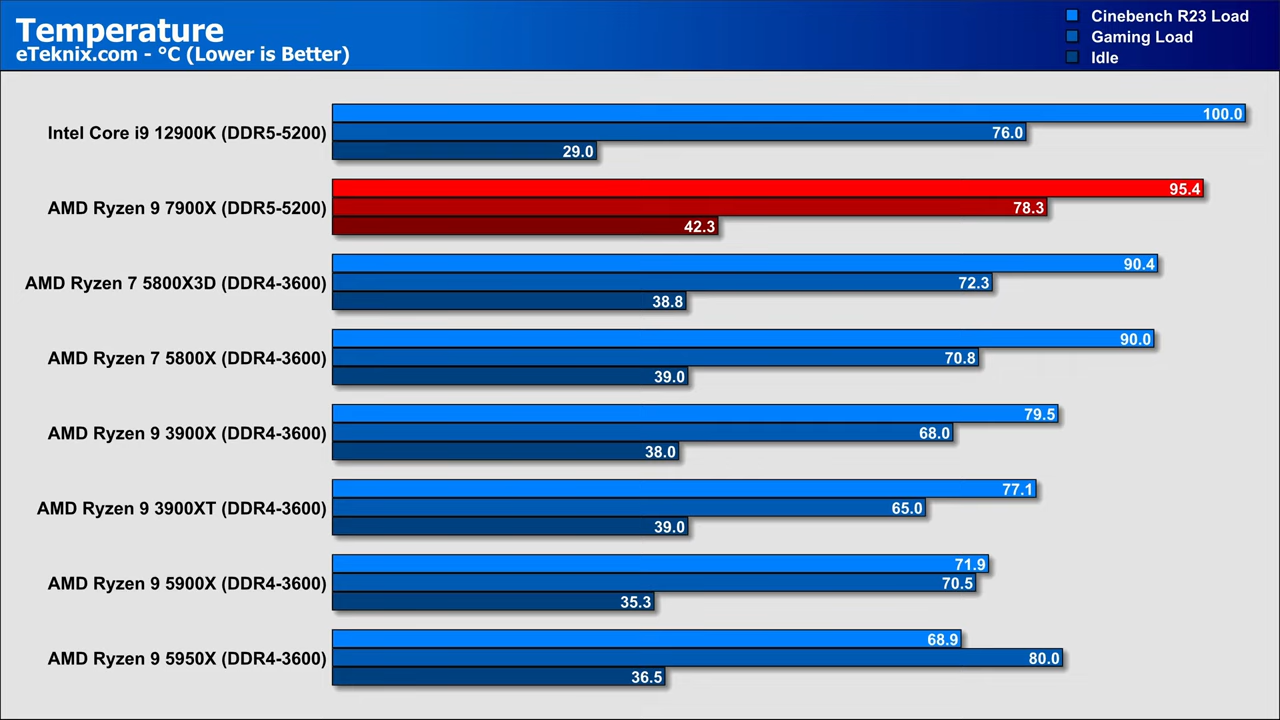 Temperature
eTeknix.com - °C (Lower is Better)
Cinebench R23 Load
Gaming Load
Idle
Intel Core i9 12900K (DDR5-5200)
100.0
76.0
29.0
AMD Ryzen 9 7900X (DDR5-5200)
95.4
78.3
42.3
AMD Ryzen 7 5800X3D (DDR4-3600)
90.4
72.3
38.8
AMD Ryzen 7 5800X (DDR4-3600)
90.0
70.8
39.0
AMD Ryzen 9 3900X (DDR4-3600)
79.5
68.0
38.0
AMD Ryzen 9 3900XT (DDR4-3600)
77.1
65.0
39.0
AMD Ryzen 9 5900X (DDR4-3600)
71.9
70.5
35.3
AMD Ryzen 9 5950X (DDR4-3600)
68.9
80.0
36.5